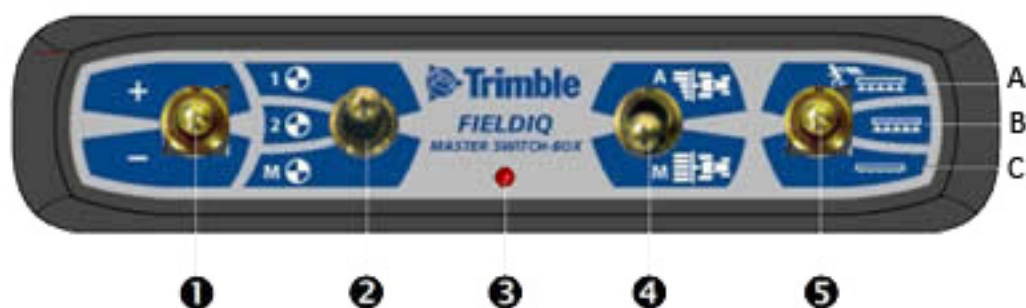 + 1 Trimble A A
2 FIELDIQ B
− M MASTER SWITCH-BOX M C
1 2 3 4 5